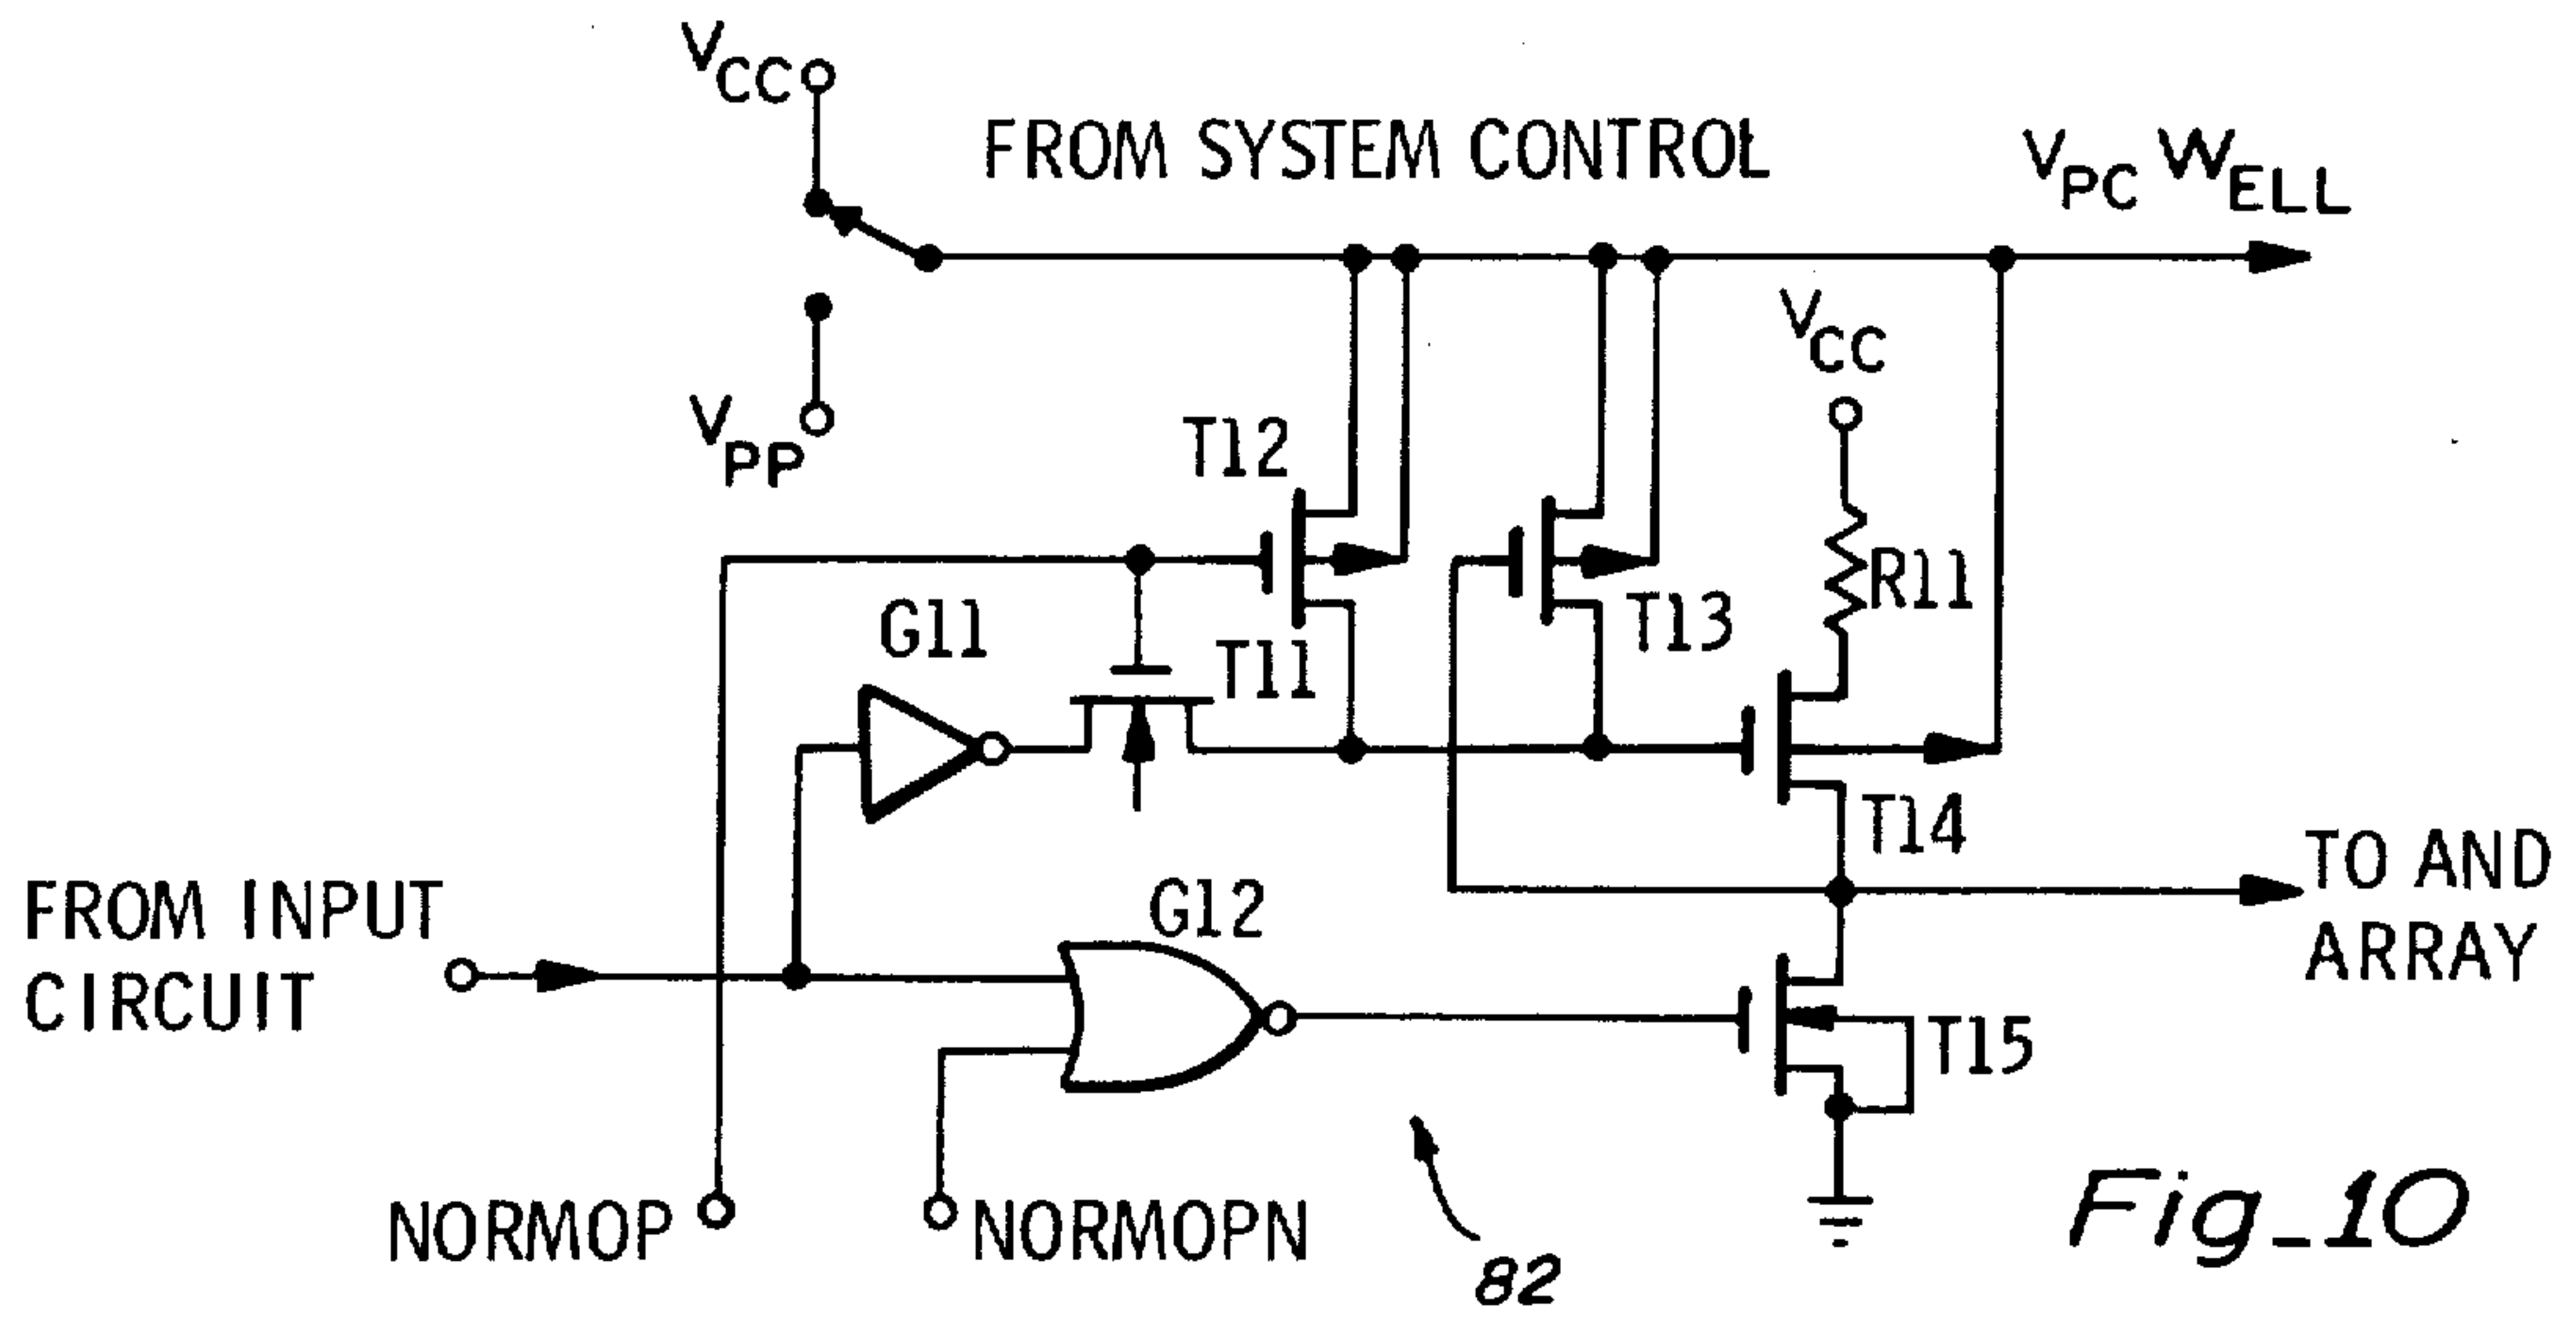 VCC
FROM SYSTEM CONTROL
VPC WELL
VCC
VPP
T12
R11
G11
T11
T13
T14
FROM INPUT
CIRCUIT
G12
TO AND
ARRAY
T15
NORMOP
NORMOPN
82
Fig_10